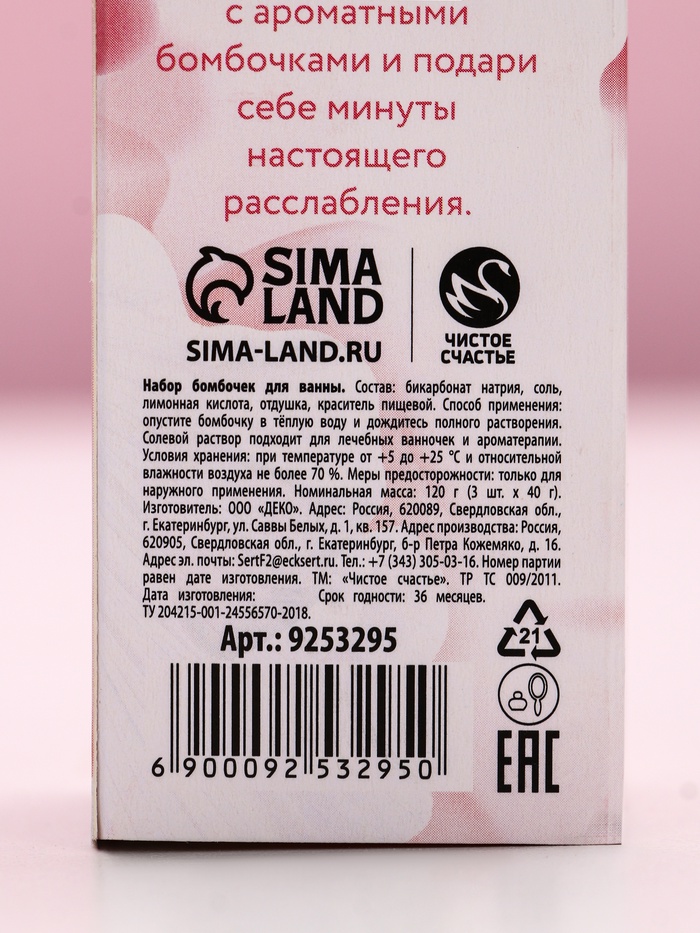 с ароматными
бомбочками и подари
себе минуты
настоящего
расслабления.
SIMA
LAND
SIMA-LAND.RU
ЧИСТОЕ
СЧАСТЬЕ
Набор бомбочек для ванны. Состав: бикарбонат натрия, соль,
лимонная кислота, отдушка, краситель пищевой. Способ применения:
опустите бомбочку в тёплую воду и дождитесь полного растворения.
Солевой раствор подходит для лечебных ванночек и ароматерапии.
Условия хранения: при температуре от +5 до +25 °С и относительной
влажности воздуха не более 70 %. Меры предосторожности: только для
наружного применения. Номинальная масса: 120 г (3 шт. х 40 г).
Изготовитель: ООО «ДЕКО». Адрес: Россия, 620089, Свердловская обл.,
г. Екатеринбург, ул. Саввы Белых, д. 1, кв. 157. Адрес производства: Россия,
620905, Свердловская обл., г. Екатеринбург, б-р Петра Кожемяко, д. 16.
Адрес эл. почты: SertF2@ecksert.ru. Тел.: +7 (343) 305-03-16. Номер партии
равен дате изготовления. ТМ: «Чистое счастье». ТР ТС 009/2011.
Дата изготовления: Срок годности: 36 месяцев.
ТУ 204215-001-24556570-2018.
Арт.: 9253295
21
6 900092 532950
EAC